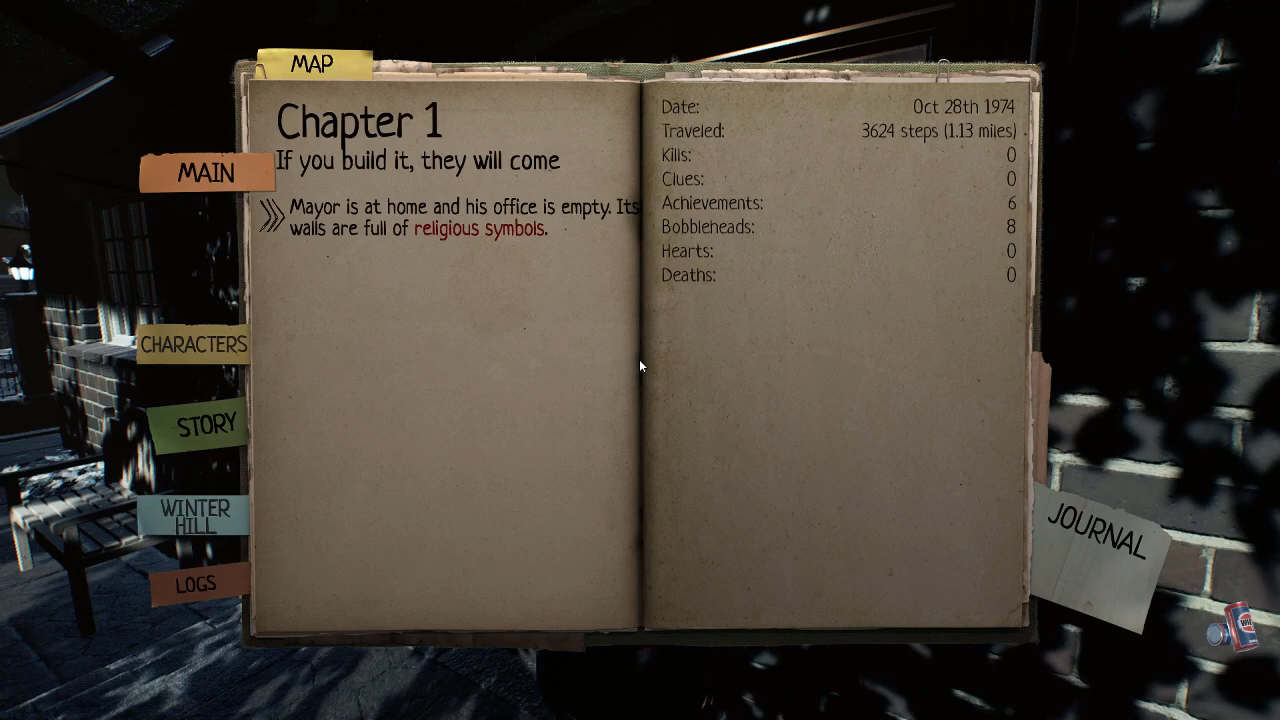 MAP
Chapter 1
If you build it, they will come
Mayor is at home and his office is empty. Its
walls are full of religious symbols.
Date: Oct 28th 1974
Traveled: 3624 steps (1.13 miles)
Kills: 0
Clues: 0
Achievements: 6
Bobbleheads: 8
Hearts: 0
Deaths: 0
MAIN
CHARACTERS
STORY
WINTER
HILL
LOGS
JOURNAL